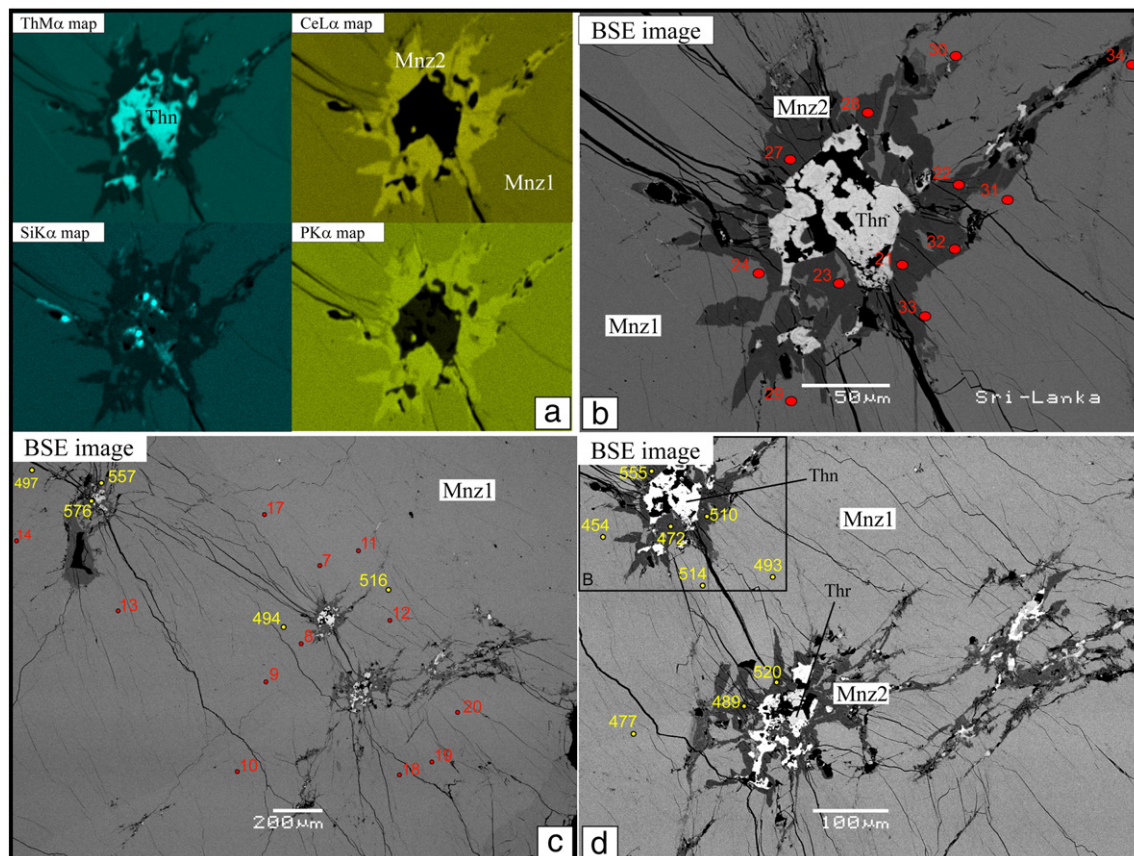 ThMα map
Thn
CeLα map
Mnz2
Mnz1
SiKα map
PKα map
a
BSE image
30
34
Mnz2
28
27
22
31
Thn
32
24
23
21
33
Mnz1
29
50μm
Sri-Lanka
b
BSE image
497
557
576
Mnz1
17
14
11
7
516
13
494
12
8
9
20
19
10
18
200μm
c
BSE image
555
Thn
Mnz1
454
510
472
514
493
B
Thr
520
Mnz2
489
477
100μm
d